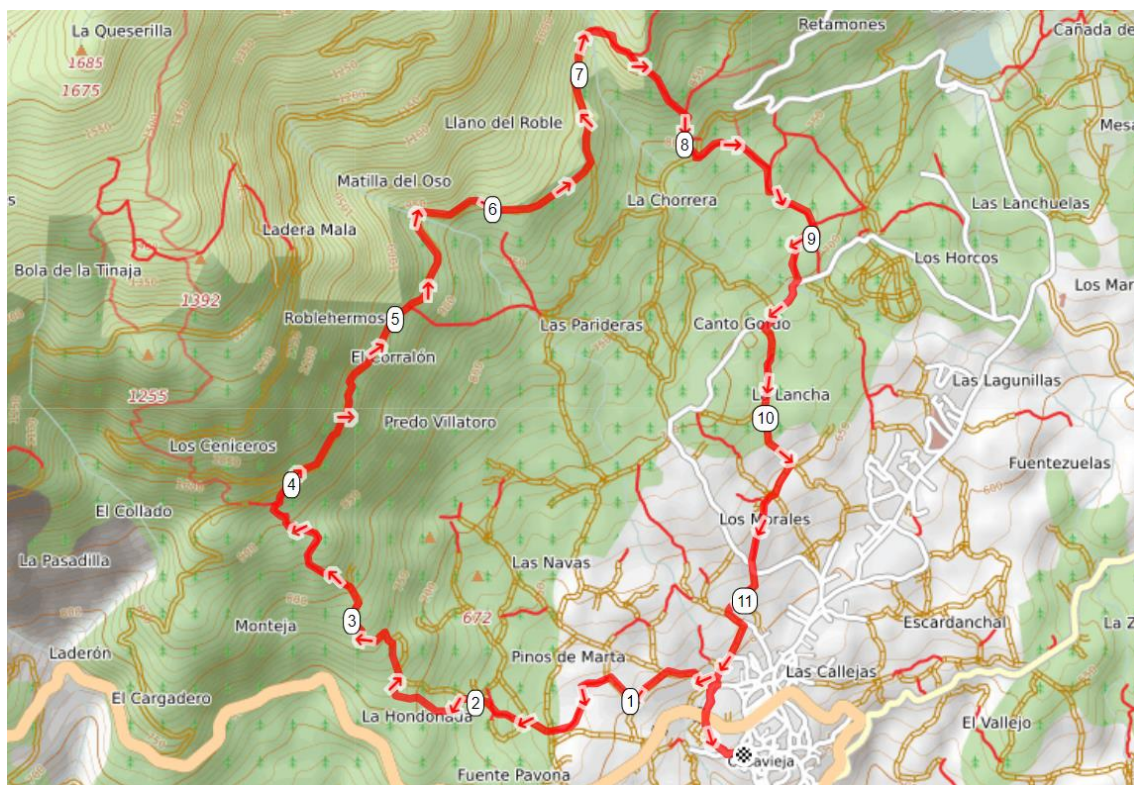 La Queserilla
Retamones
Cañada de
1685
1675
7
Llano del Roble
8
Mesa
Matilla del Oso
6
La Chorrera
Las Lanchuelas
Ladera Mala
9
Los Horcos
Bola de la Tinaja
1392
Los Mar
Roblehermos
5
Las Parideras
Canto Gordo
El Corralón
1255
Las Lagunillas
La Lancha
Predo Villatoro
10
Los Ceniceros
Fuentezuelas
4
El Collado
Los Morales
La Pasadilla
Las Navas
11
672
3
Monteja
Escardanchal
La Z
Laderón
Pinos de Marta
Las Callejas
El Cargadero
1
2
La Hondonada
El Vallejo
Fuente Pavona